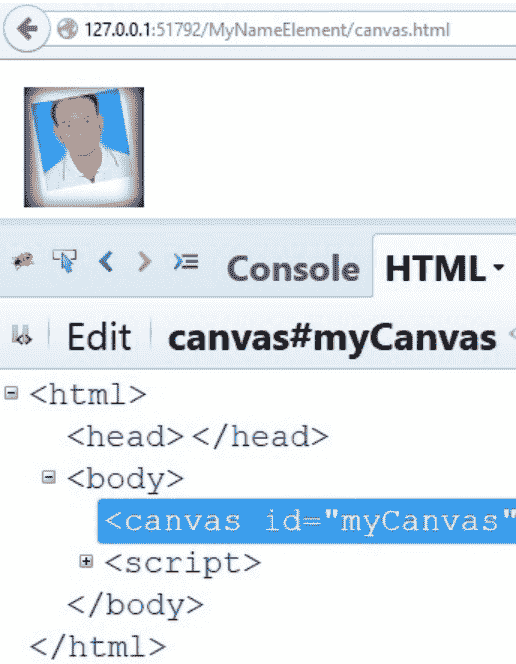 127.0.0.1:51792/MyNameElement/canvas.html
Console HTML
Edit canvas#myCanvas <
<html>
<head></head>
<body>
<canvas id="myCanvas"
<script>
</body>
</html>